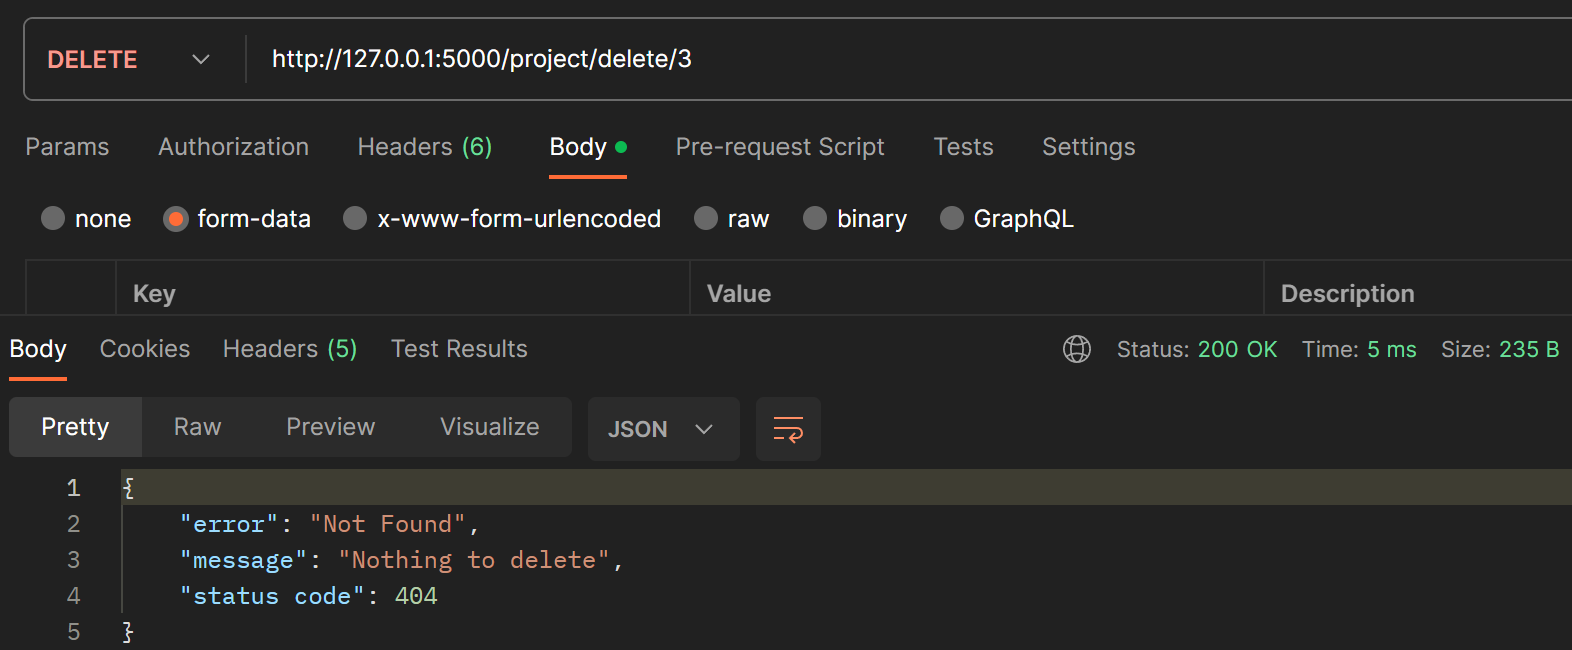 DELETE http://127.0.0.1:5000/project/delete/3
Params Authorization Headers (6) Body Pre-request Script Tests Settings
none form-data x-www-form-urlencoded raw binary GraphQL
Key Value Description
Body Cookies Headers (5) Test Results Status: 200 OK Time: 5 ms Size: 235 B
Pretty Raw Preview Visualize JSON
1 {
2 "error": "Not Found",
3 "message": "Nothing to delete",
4 "status code": 404
5 }